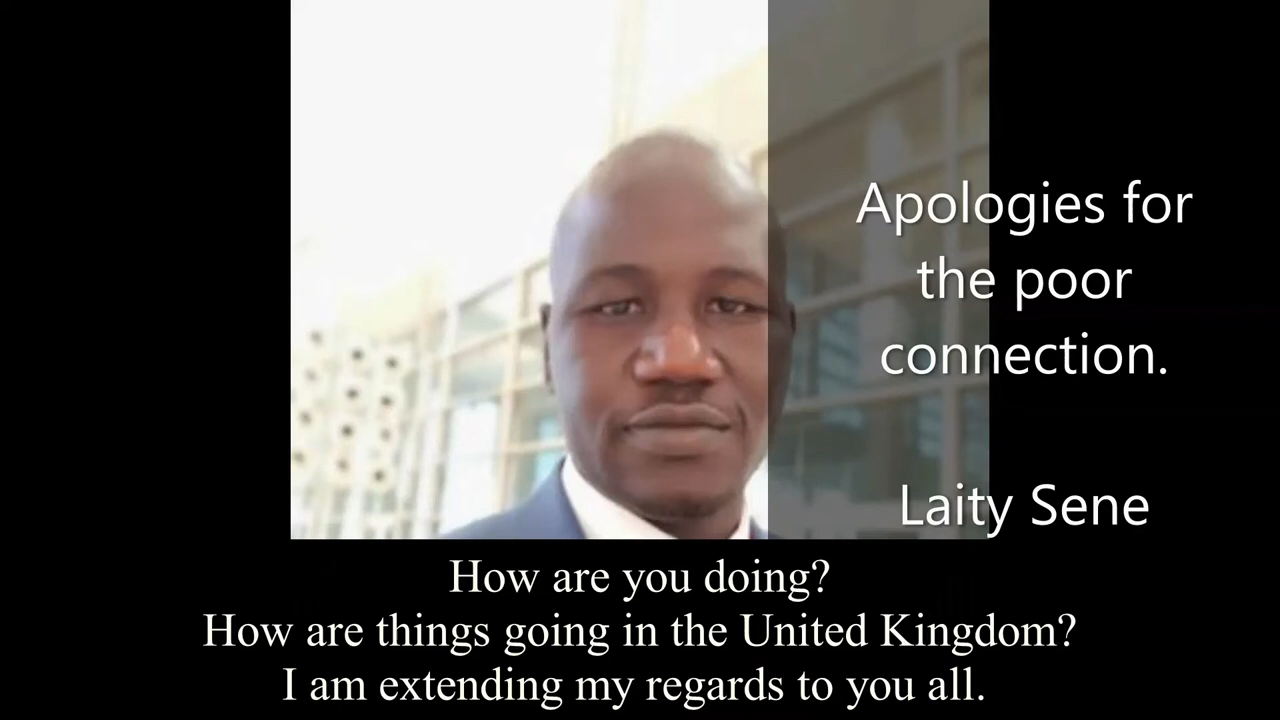 Apologies for
the poor
connection.
Laity Sene
How are you doing?
How are things going in the United Kingdom?
I am extending my regards to you all.